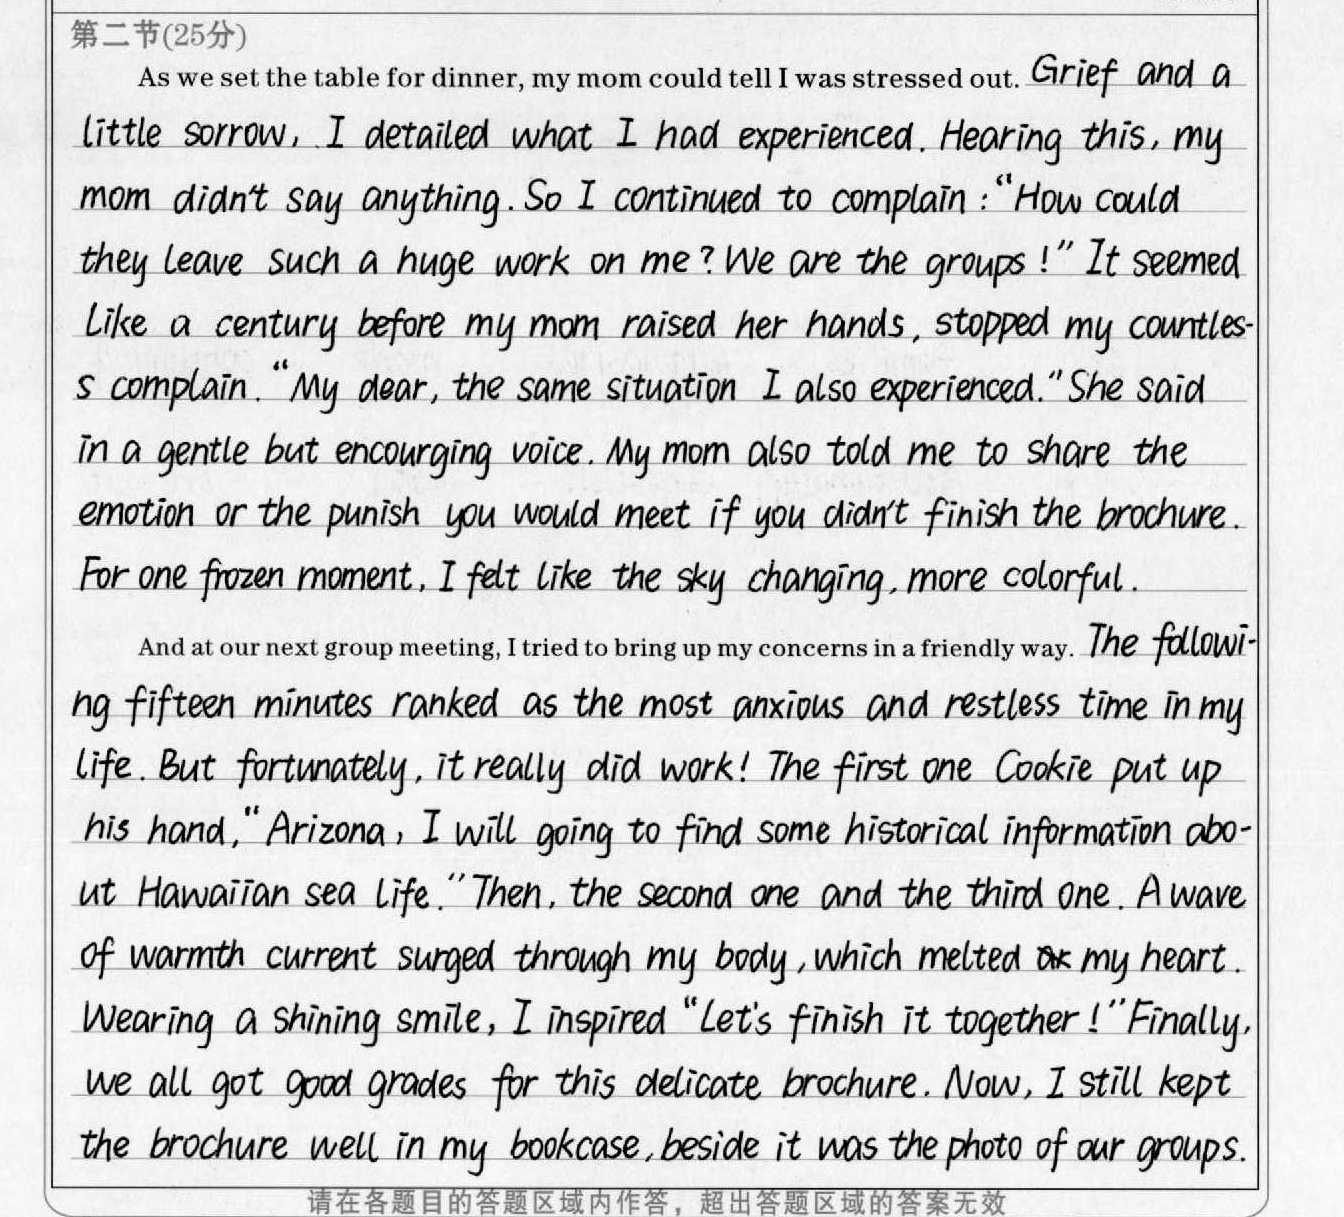 第二节(25分)
As we set the table for dinner, my mom could tell I was stressed out. Grief and a
little sorrow, I detailed what I had experienced. Hearing this, my
mom didn't say anything. So I continued to complain : "How could
they leave such a huge work on me ? We are the groups !" It seemed
like a century before my mom raised her hands, stopped my countles-
s complain. "My dear, the same situation I also experienced." She said
in a gentle but encourging voice. My mom also told me to share the
emotion or the punish you would meet if you didn't finish the brochure.
For one frozen moment, I felt like the sky changing, more colorful.
And at our next group meeting, I tried to bring up my concerns in a friendly way. The followi-
ng fifteen minutes ranked as the most anxious and restless time in my
life. But fortunately, it really did work! The first one Cookie put up
his hand, "Arizona, I will going to find some historical information abo-
ut Hawaiian sea life." Then, the second one and the third one. A wave
of warmth current surged through my body, which melted my heart.
Wearing a shining smile, I inspired "Let's finish it together !" Finally,
we all got good grades for this delicate brochure. Now, I still kept
the brochure well in my bookcase, beside it was the photo of our groups.
请在各题目的答题区域内作答，超出答题区域的答案无效